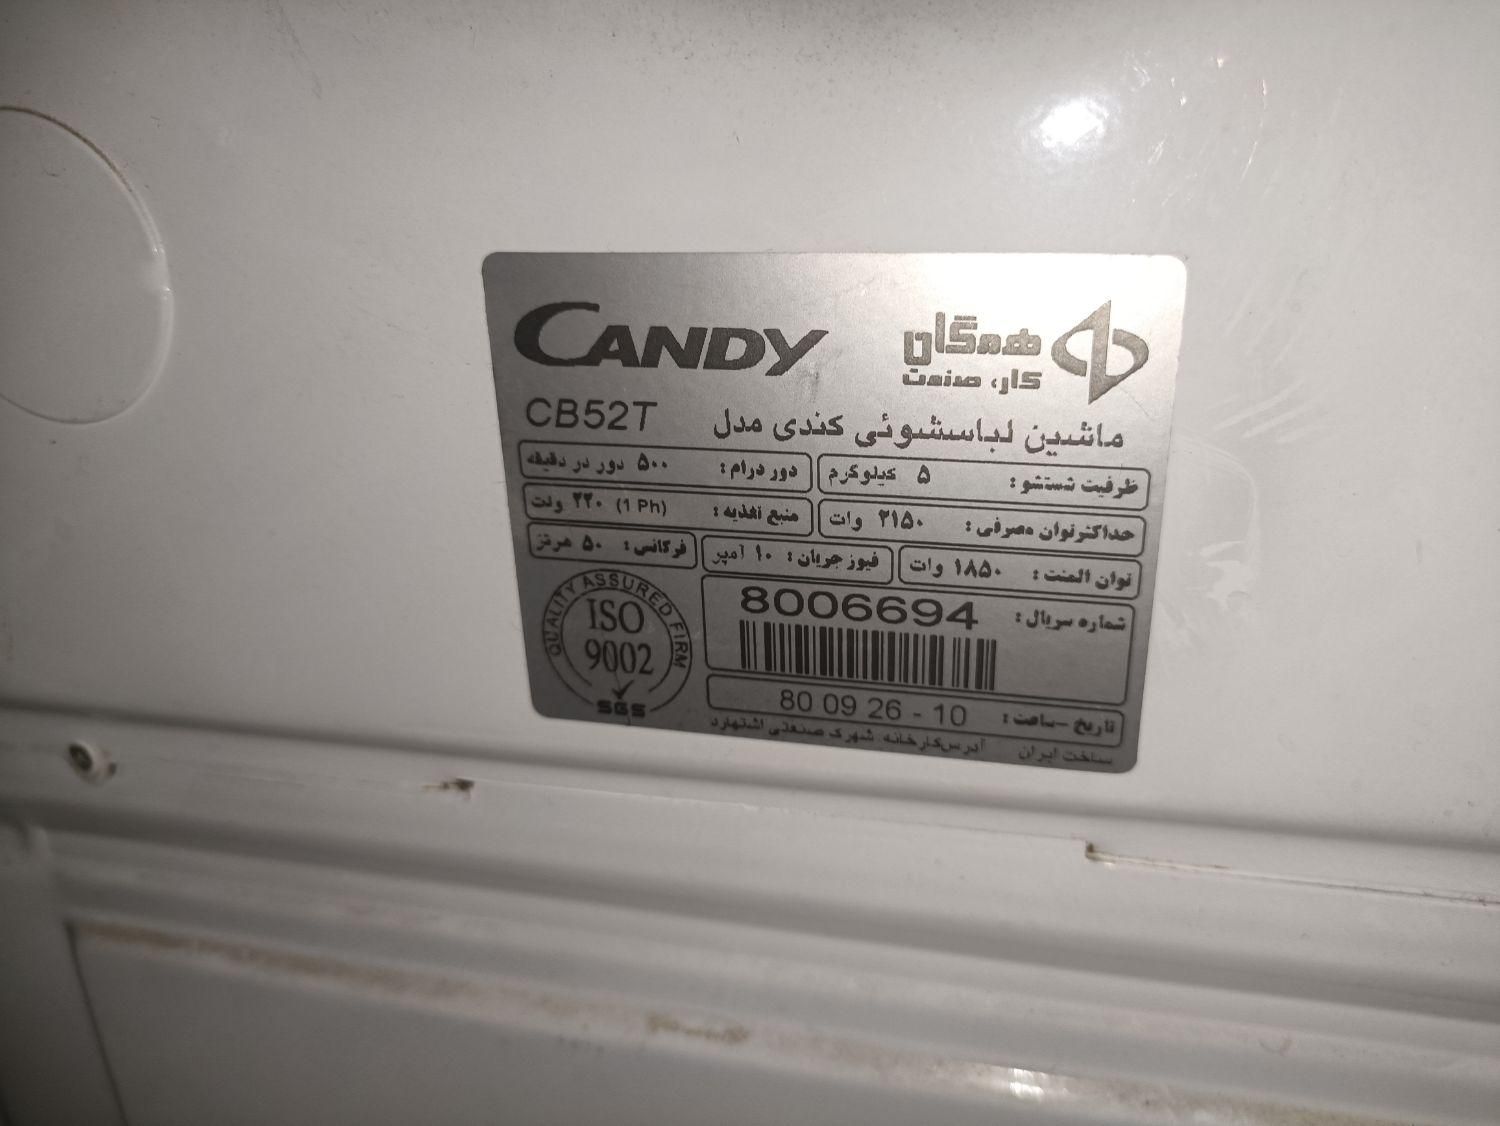 CANDY
همگان
کار، صنعت
ماشین لباسشوئی کندی مدل CB52T
ظرفیت شستشو : ۵ کیلوگرم
دور درام : ۵۰۰ دور در دقیقه
حداکثر توان مصرفی : ۲۱۵۰ وات
منبع تغذیه : ۲۲۰ (1 Ph) ولت
توان المنت : ۱۸۵۰ وات
فیوز جریان : ۱۰ آمپر
فرکانس : ۵۰ هرتز
شماره سریال : 8006694
تاریخ - ساعت : 80 09 26 - 10
QUALITY ASSURED FIRM
ISO
9002
SGS
ساخت ایران آدرس کارخانه: شهرک صنعتی اشتهارد